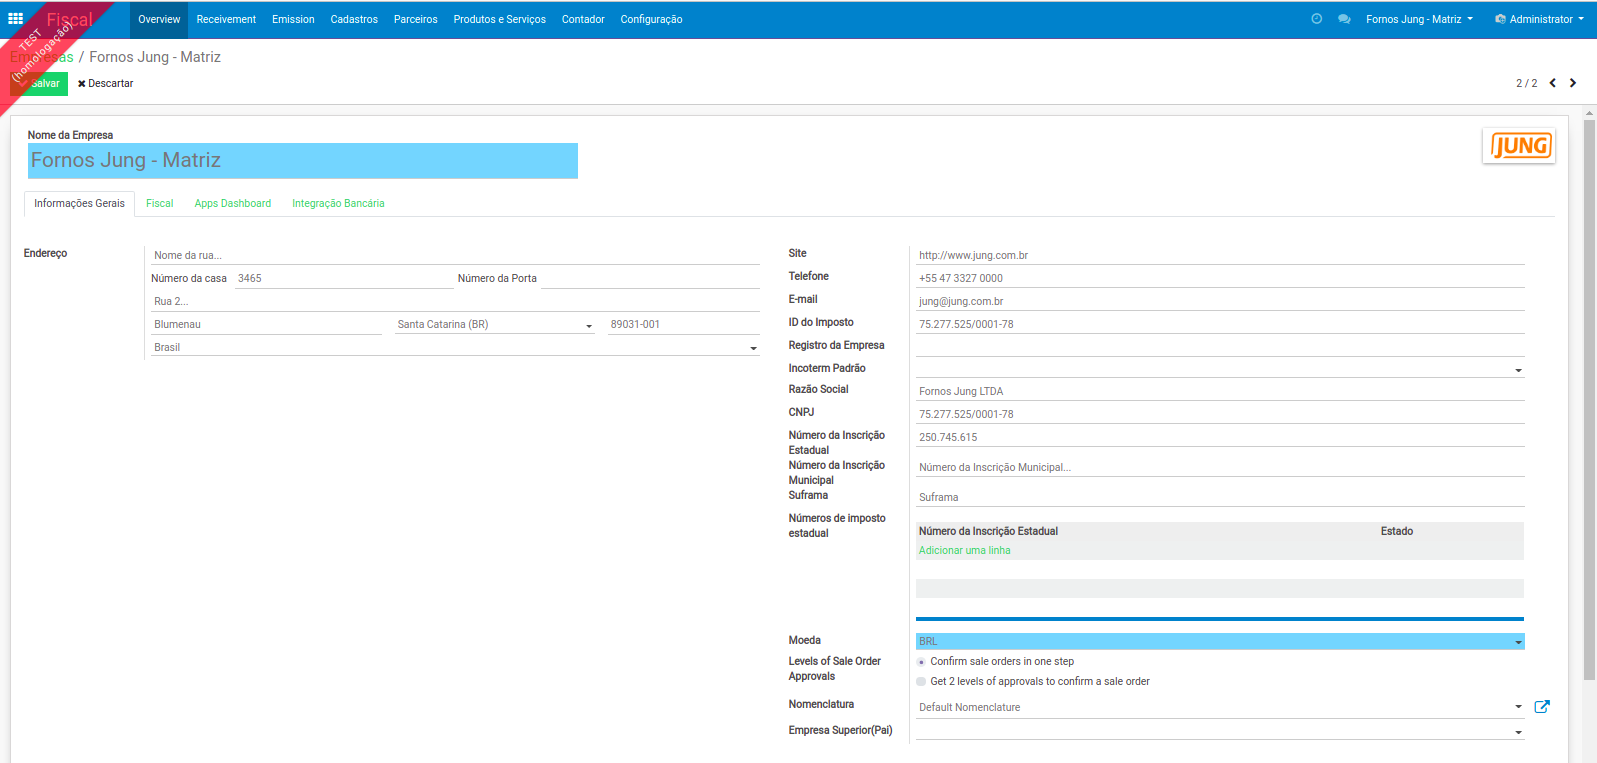 Fiscal
Overview
Receivement
Emission
Cadastros
Parceiros
Produtos e Serviços
Contador
Configuração
Fornos Jung - Matriz
Administrator
TEST
(homologação)
Empresas / Fornos Jung - Matriz
Salvar
Descartar
2 / 2
Nome da Empresa
Fornos Jung - Matriz
JUNG
Informações Gerais
Fiscal
Apps Dashboard
Integração Bancária
Endereço
Nome da rua...
Número da casa 3465 Número da Porta
Rua 2...
Blumenau Santa Catarina (BR) 89031-001
Brasil
Site http://www.jung.com.br
Telefone +55 47 3327 0000
E-mail jung@jung.com.br
ID do Imposto 75.277.525/0001-78
Registro da Empresa
Incoterm Padrão
Razão Social Fornos Jung LTDA
CNPJ 75.277.525/0001-78
Número da Inscrição 250.745.615
Estadual
Número da Inscrição Número da Inscrição Municipal...
Municipal
Suframa Suframa
Números de imposto
estadual
Número da Inscrição Estadual Estado
Adicionar uma linha
Moeda BRL
Levels of Sale Order Confirm sale orders in one step
Approvals
Get 2 levels of approvals to confirm a sale order
Nomenclatura Default Nomenclature
Empresa Superior(Pai)